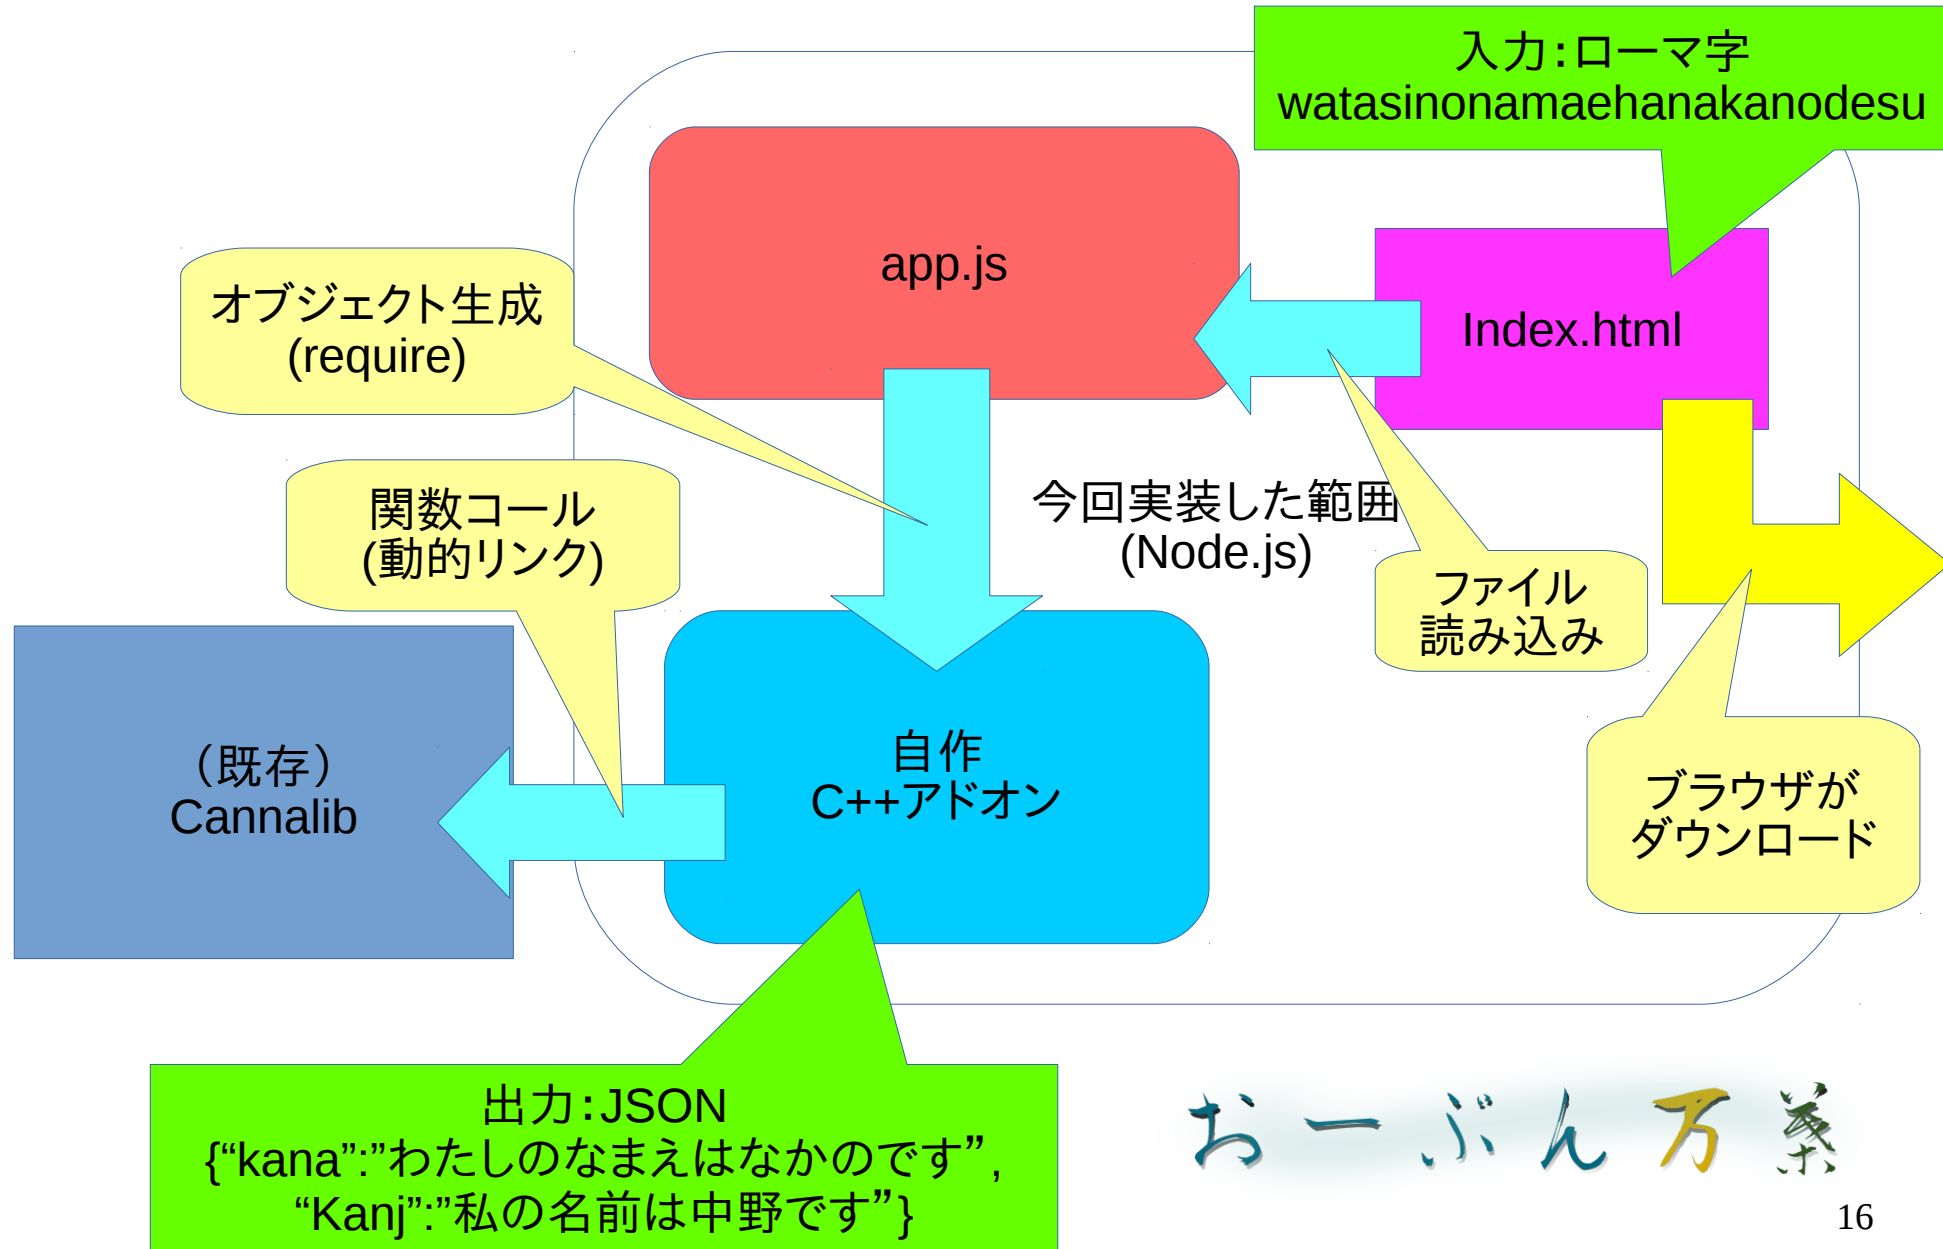 入力：ローマ字
watasinonamaehanakanodesu
app.js
Index.html
オブジェクト生成
(require)
関数コール
(動的リンク)
今回実装した範囲
(Node.js)
ファイル
読み込み
（既存）
Cannalib
自作
C++アドオン
ブラウザが
ダウンロード
出力：JSON
{“kana”:”わたしのなまえはなかのです”,
“Kanj”:”私の名前は中野です”}
おーぷん万葉
16